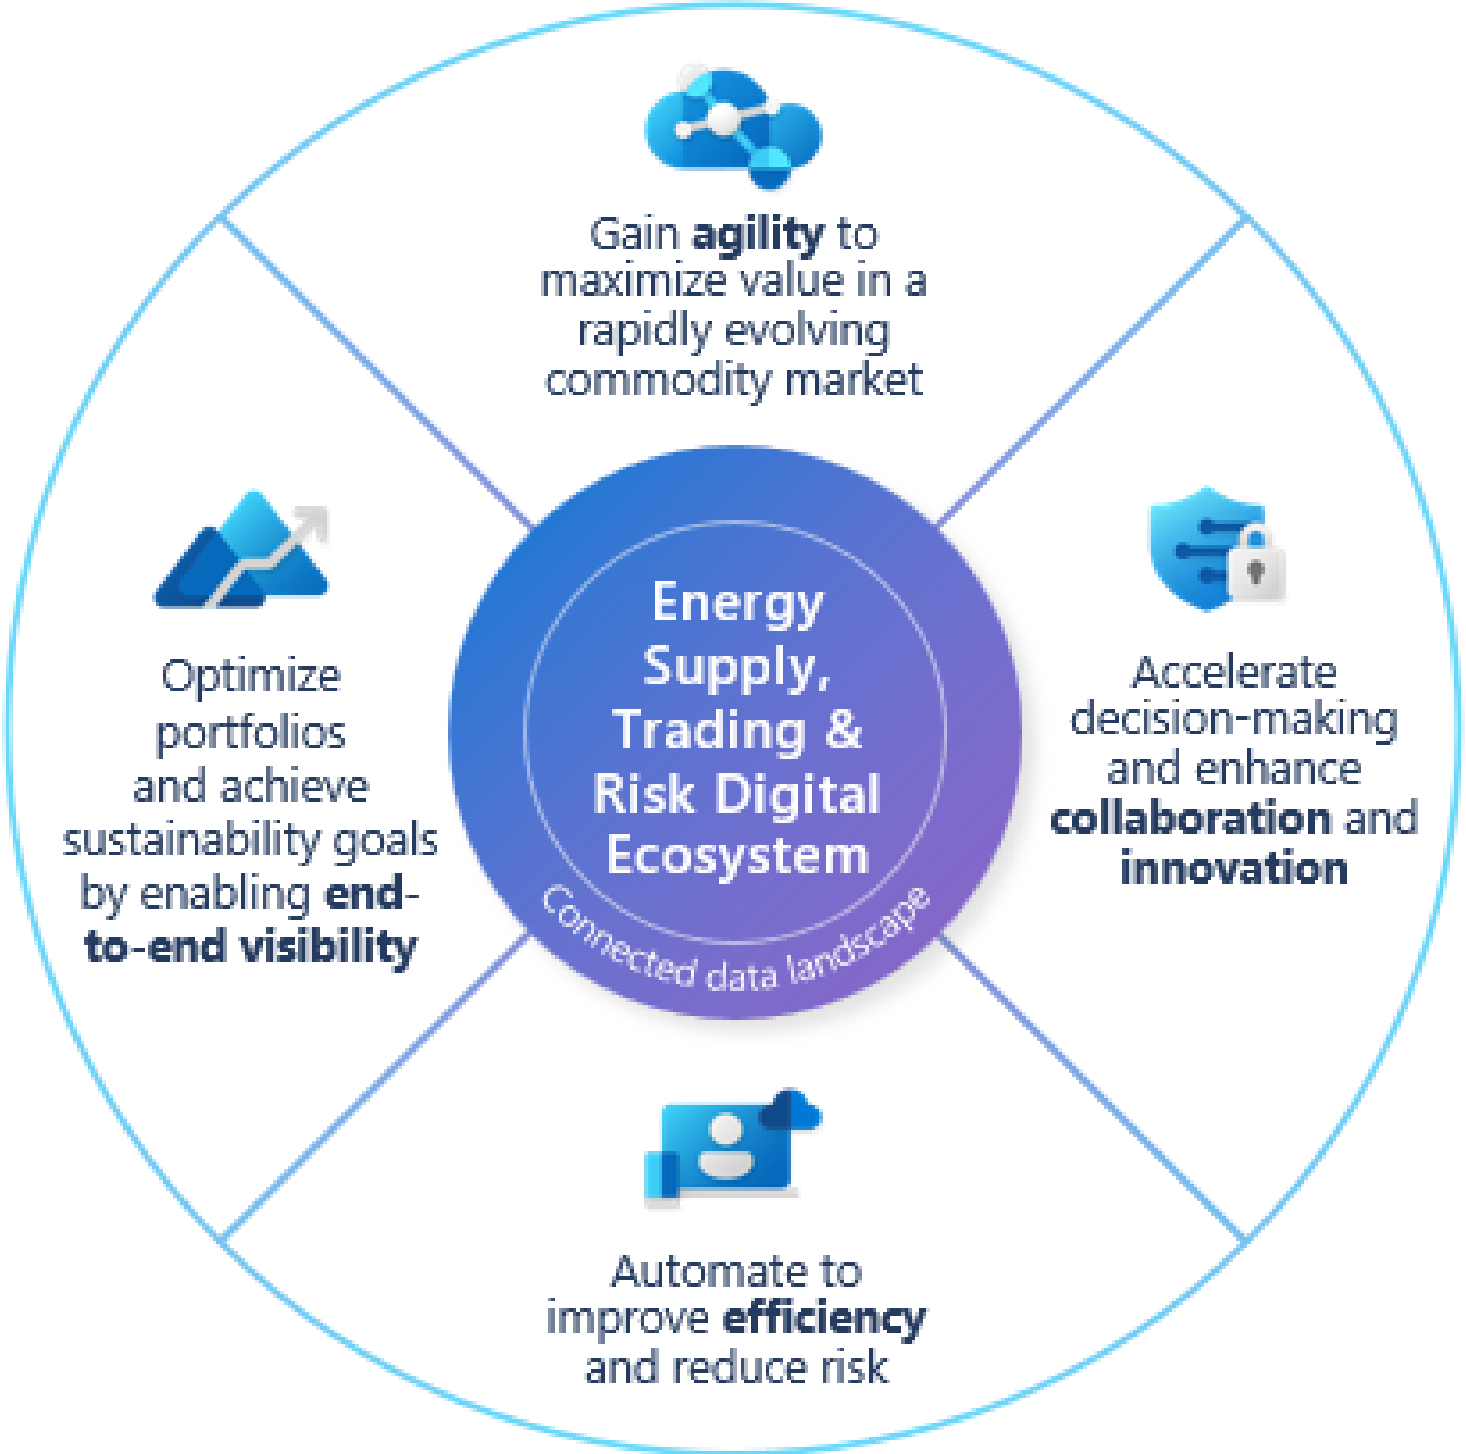 Gain agility to
maximize value in a
rapidly evolving
commodity market
Optimize
portfolios
and achieve
sustainability goals
by enabling end-
to-end visibility
Energy
Supply,
Trading &
Risk Digital
Ecosystem
Connected data landscape
Accelerate
decision-making
and enhance
collaboration and
innovation
Automate to
improve efficiency
and reduce risk